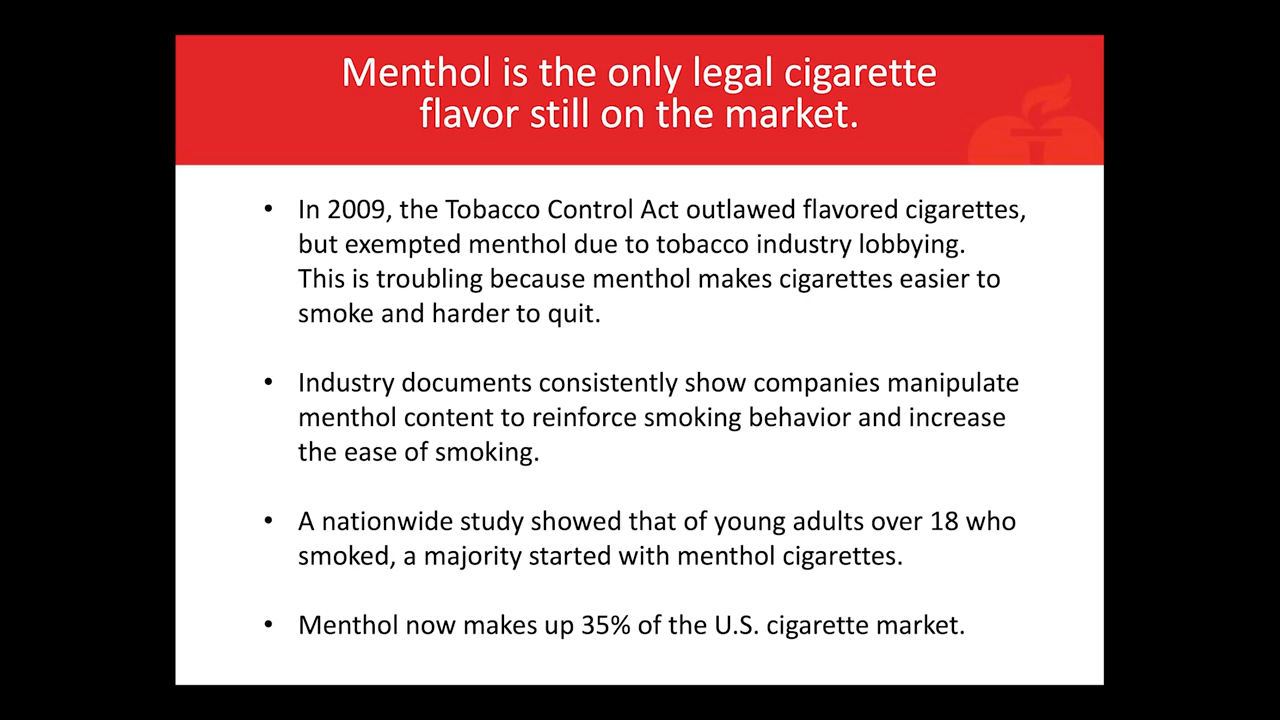 Menthol is the only legal cigarette
flavor still on the market.
• In 2009, the Tobacco Control Act outlawed flavored cigarettes,
but exempted menthol due to tobacco industry lobbying.
This is troubling because menthol makes cigarettes easier to
smoke and harder to quit.
• Industry documents consistently show companies manipulate
menthol content to reinforce smoking behavior and increase
the ease of smoking.
• A nationwide study showed that of young adults over 18 who
smoked, a majority started with menthol cigarettes.
• Menthol now makes up 35% of the U.S. cigarette market.